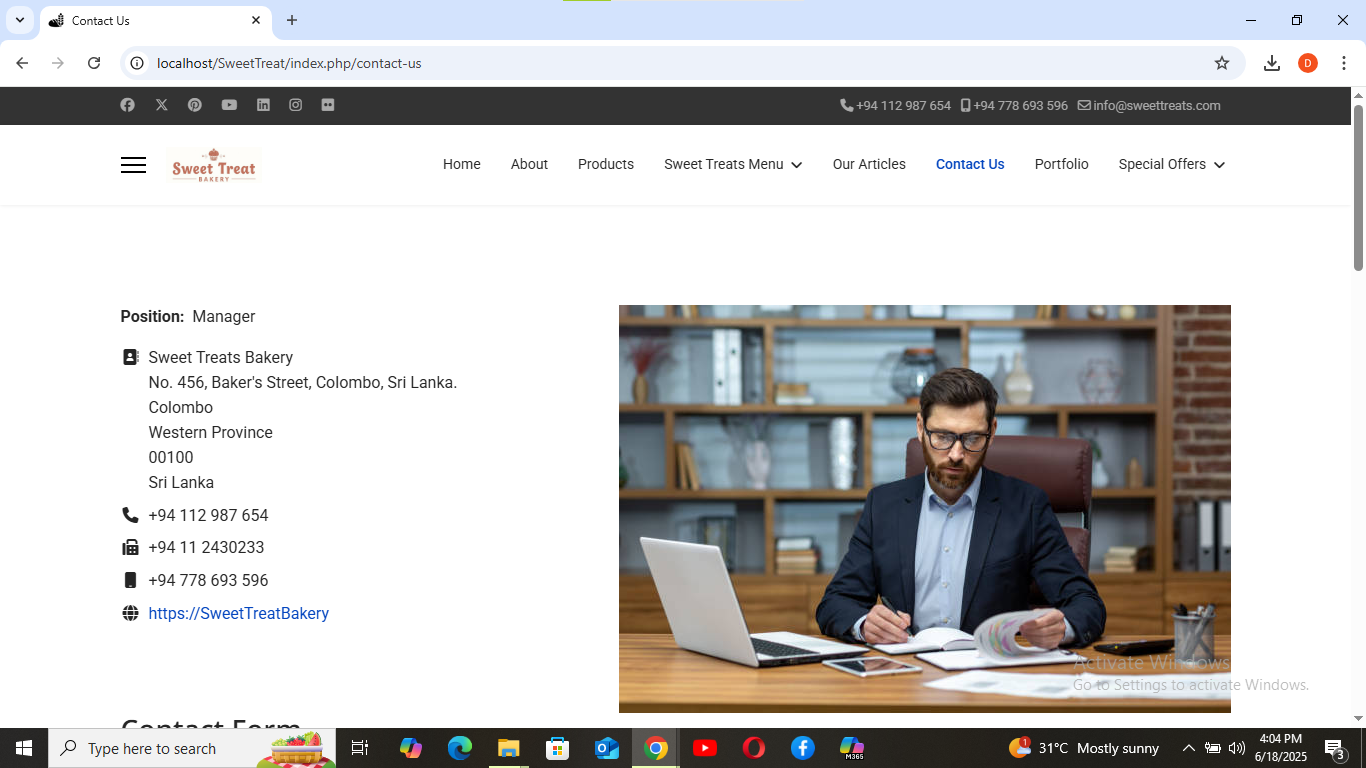 Contact Us
localhost/SweetTreat/index.php/contact-us
D
+94 112 987 654 +94 778 693 596 info@sweettreats.com
Sweet Treat
BAKERY
Home About Products Sweet Treats Menu Our Articles Contact Us Portfolio Special Offers
Position: Manager
Sweet Treats Bakery
No. 456, Baker's Street, Colombo, Sri Lanka.
Colombo
Western Province
00100
Sri Lanka
+94 112 987 654
+94 11 2430233
+94 778 693 596
https://SweetTreatBakery
Activate Windows
Go to Settings to activate Windows.
Contact Form
Type here to search
M365
1
31°C Mostly sunny
4:04 PM
6/18/2025
3